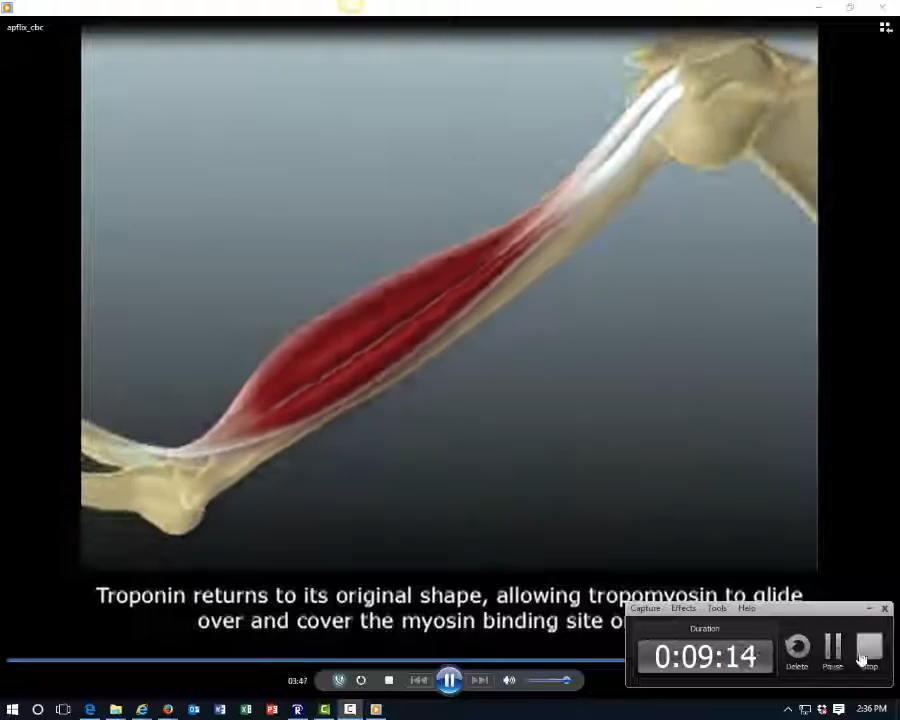 apflix_cbc
Troponin returns to its original shape, allowing tropomyosin to glide
over and cover the myosin binding site
Capture Effects Tools Help
Duration
0:09:14
Delete Pause Stop
03:47
2:36 PM